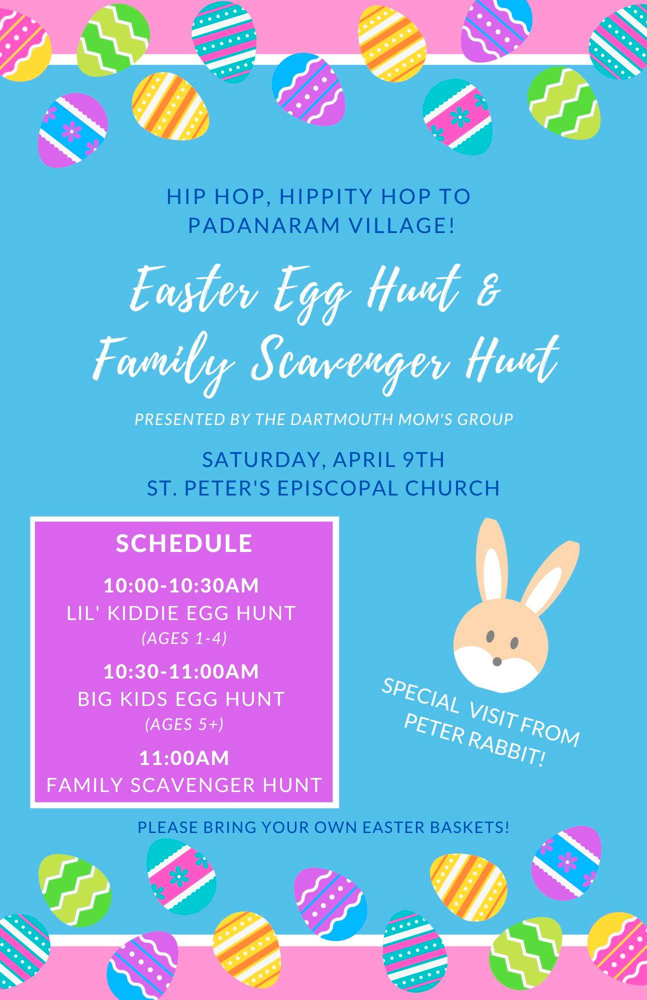 HIP HOP, HIPPITY HOP TO
PADANARAM VILLAGE!
Easter Egg Hunt &
Family Scavenger Hunt
PRESENTED BY THE DARTMOUTH MOM'S GROUP
SATURDAY, APRIL 9TH
ST. PETER'S EPISCOPAL CHURCH
SCHEDULE
10:00-10:30AM
LIL' KIDDIE EGG HUNT
(AGES 1-4)
10:30-11:00AM
BIG KIDS EGG HUNT
(AGES 5+)
11:00AM
FAMILY SCAVENGER HUNT
SPECIAL VISIT FROM
PETER RABBIT!
PLEASE BRING YOUR OWN EASTER BASKETS!